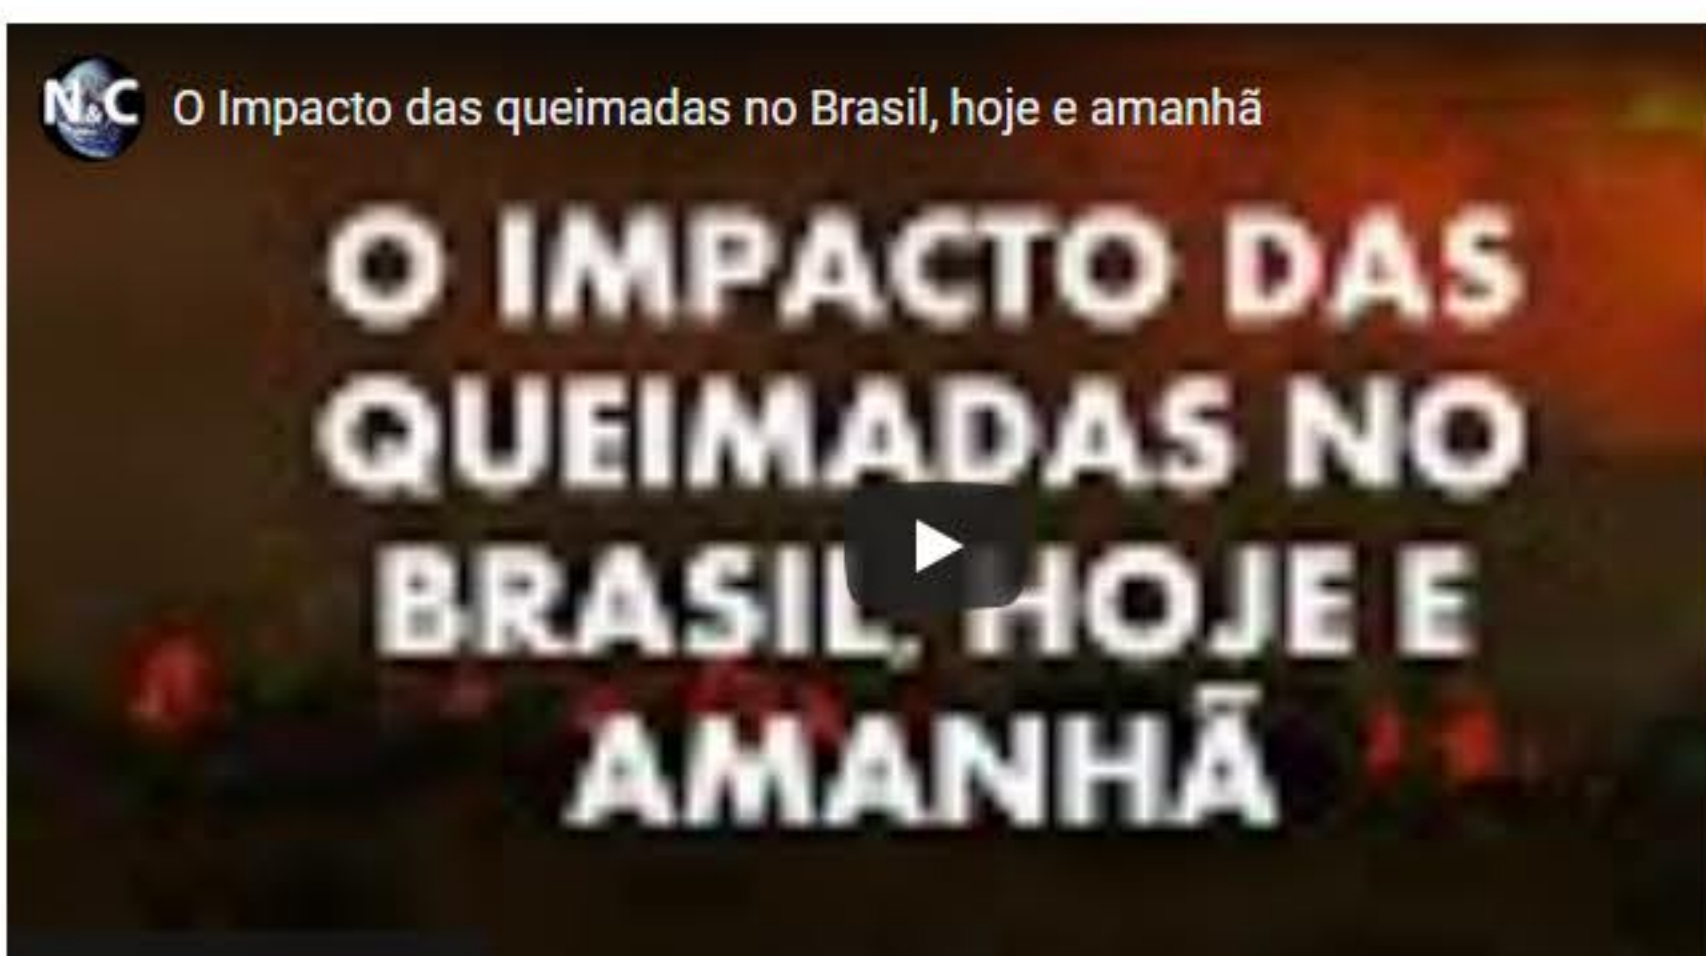 N&C
O Impacto das queimadas no Brasil, hoje e amanhã
O IMPACTO DAS
QUEIMADAS NO
BRASIL, HOJE E
AMANHÃ